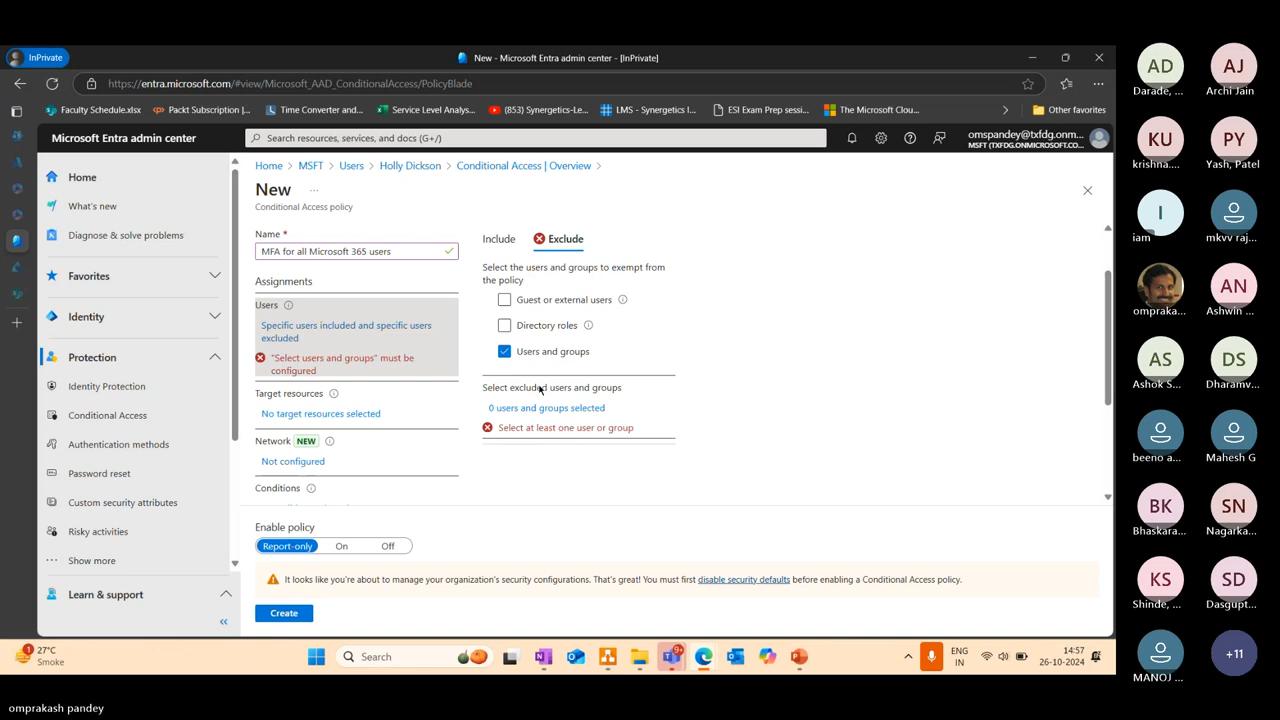 InPrivate
New - Microsoft Entra admin center - [InPrivate]
https://entra.microsoft.com/#view/Microsoft_AAD_ConditionalAccess/PolicyBlade
Faculty Schedule.xlsx
Packt Subscription |...
Time Converter and...
Service Level Analys...
(853) Synergetics-Le...
LMS - Synergetics I...
ESI Exam Prep sessi...
The Microsoft Clou...
Other favorites
Microsoft Entra admin center
Search resources, services, and docs (G+/)
omspandey@txfdg.onm...
MSFT (TXFDG.ONMICROSOFT.CO...
Home
What's new
Diagnose & solve problems
Favorites
Identity
Protection
Identity Protection
Conditional Access
Authentication methods
Password reset
Custom security attributes
Risky activities
Show more
Learn & support
Home > MSFT > Users > Holly Dickson > Conditional Access | Overview >
New
Conditional Access policy
Name *
MFA for all Microsoft 365 users
Assignments
Users
Specific users included and specific users
excluded
"Select users and groups" must be
configured
Target resources
No target resources selected
Network NEW
Not configured
Conditions
Include
Exclude
Select the users and groups to exempt from
the policy
Guest or external users
Directory roles
Users and groups
Select excluded users and groups
0 users and groups selected
Select at least one user or group
Enable policy
Report-only
On
Off
It looks like you're about to manage your organization's security configurations. That's great! You must first disable security defaults before enabling a Conditional Access policy.
Create
27°C
Smoke
Search
9+
ENG
IN
14:57
26-10-2024
AD
Darade, ...
AJ
Archi Jain
KU
krishna....
PY
Yash, Patel
I
iam
mkvv raj...
ompraka...
AN
Ashwin ...
AS
Ashok S...
DS
Dharamv...
beeno a...
Mahesh G
BK
Bhaskara...
SN
Nagarka...
KS
Shinde, ...
SD
Dasgupt...
MANOJ ...
+11
omprakash pandey